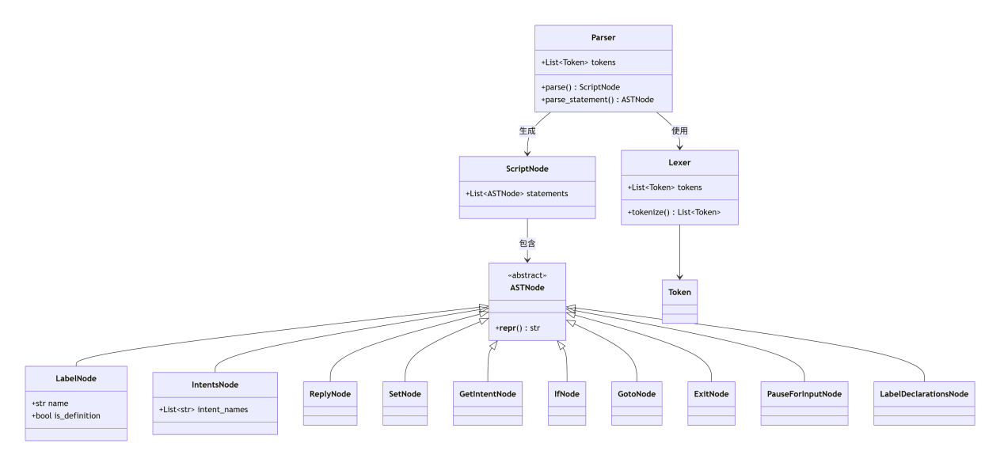 Parser
+List<Token> tokens
+parse() : ScriptNode
+parse_statement() : ASTNode
生成
使用
ScriptNode
+List<ASTNode> statements
Lexer
+List<Token> tokens
+tokenize() : List<Token>
包含
«abstract»
ASTNode
+repr() : str
Token
LabelNode
+str name
+bool is_definition
IntentsNode
+List<str> intent_names
ReplyNode
SetNode
GetIntentNode
IfNode
GotoNode
ExitNode
PauseForInputNode
LabelDeclarationsNode